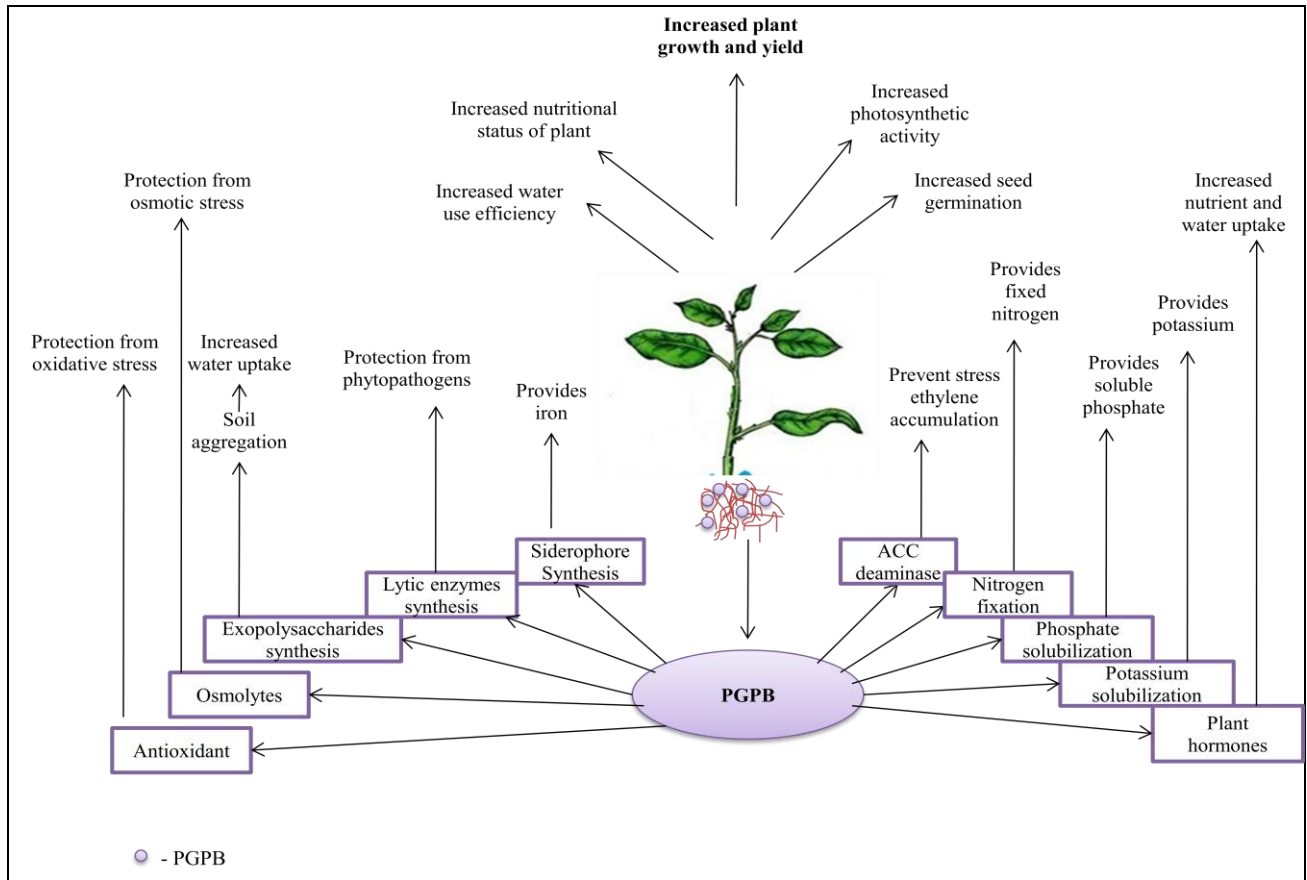 Increased plant
growth and yield
Increased nutritional
status of plant
Increased
photosynthetic
activity
Protection from
osmotic stress
Increased water
use efficiency
Increased seed
germination
Increased
nutrient and
water uptake
Provides
fixed
nitrogen
Provides
potassium
Protection from
oxidative stress
Increased
water uptake
Soil
aggregation
Protection from
phytopathogens
Provides
iron
Prevent stress
ethylene
accumulation
Provides
soluble
phosphate
Siderophore
Synthesis
Lytic enzymes
synthesis
Exopolysaccharides
synthesis
Osmolytes
Antioxidant
ACC
deaminase
Nitrogen
fixation
Phosphate
solubilization
Potassium
solubilization
Plant
hormones
PGPB
- PGPB